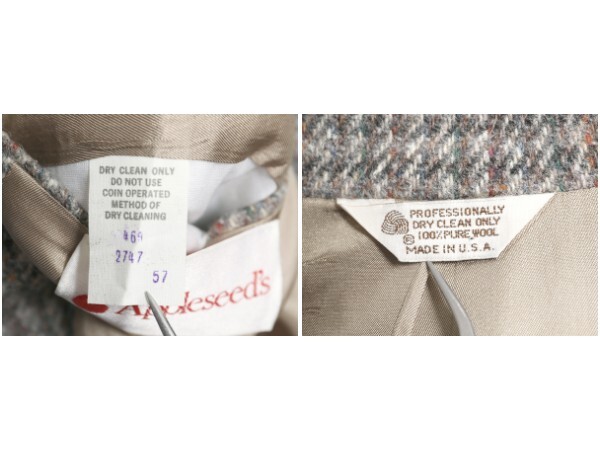 DRY CLEAN ONLY
DO NOT USE
COIN OPERATED
METHOD OF
DRY CLEANING
2747
57
Appleseed's
PROFESSIONALLY
DRY CLEAN ONLY
100% PURE WOOL
MADE IN U.S.A.